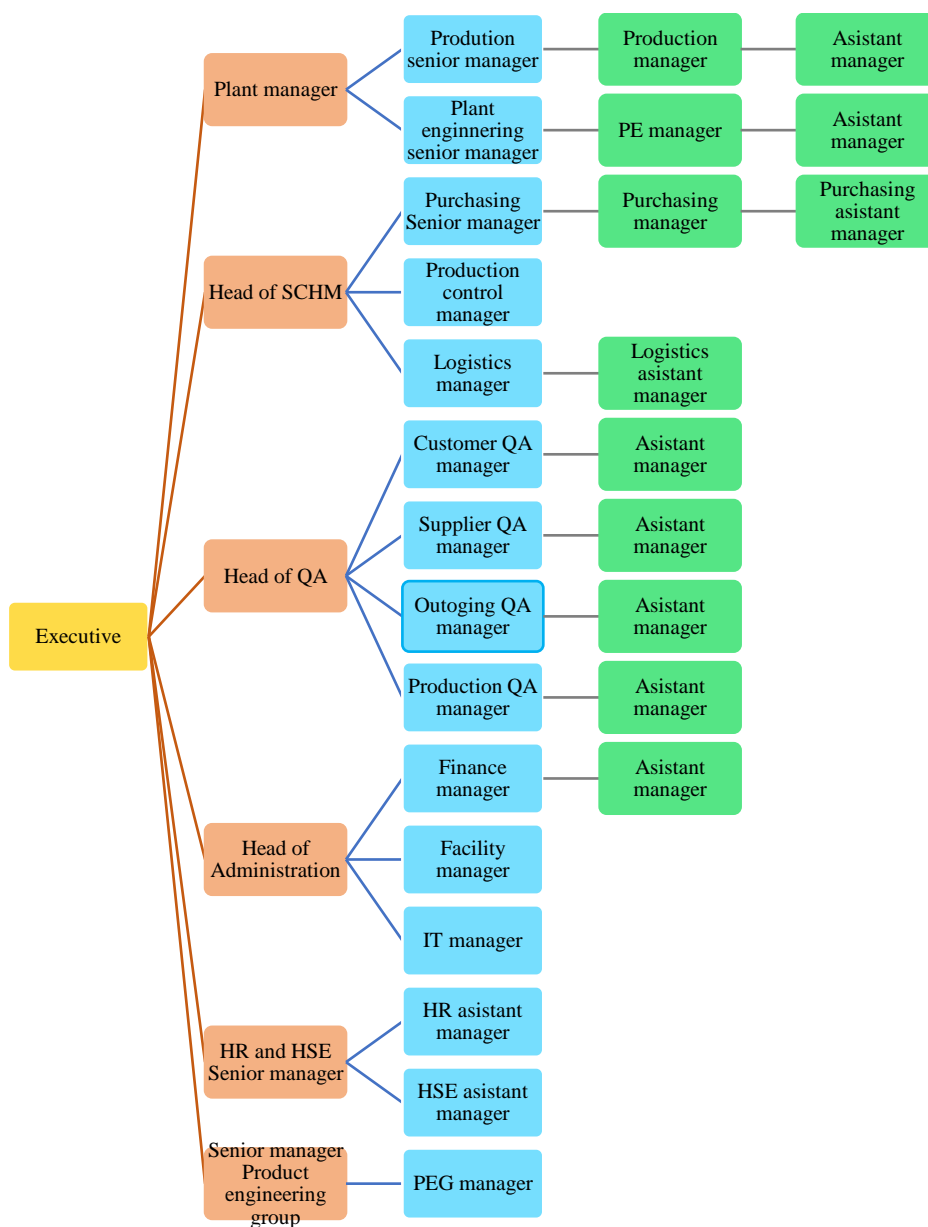 Prodution
senior manager
Production
manager
Asistant
manager
Plant manager
Plant
enginnering
senior manager
PE manager
Asistant
manager
Purchasing
Senior manager
Purchasing
manager
Purchasing
asistant
manager
Head of SCHM
Production
control
manager
Logistics
manager
Logistics
asistant
manager
Customer QA
manager
Asistant
manager
Supplier QA
manager
Asistant
manager
Head of QA
Outoging QA
manager
Asistant
manager
Executive
Production QA
manager
Asistant
manager
Finance
manager
Asistant
manager
Head of
Administration
Facility
manager
IT manager
HR asistant
manager
HR and HSE
Senior manager
HSE asistant
manager
Senior manager
Product
engineering
group
PEG manager